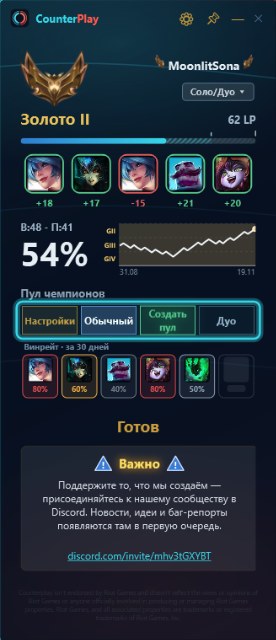 CounterPlay
MoonlitSona
Соло/Дуо
Золото II
62 LP
+18 +17 -15 +21 +20
В:48 - П:41
54%
GII
GIII
GIV
31.08 19.11
Пул чемпионов
Настройки Обычный Создать пул Дуо
Винрейт · за 30 дней
80% 60% 40% 80% 50%
Готов
Важно
Поддержите то, что мы создаём —
присоединяйтесь к нашему сообществу в
Discord. Новости, идеи и баг-репорты
появляются там в первую очередь.
discord.com/invite/mhv3tGXYBT